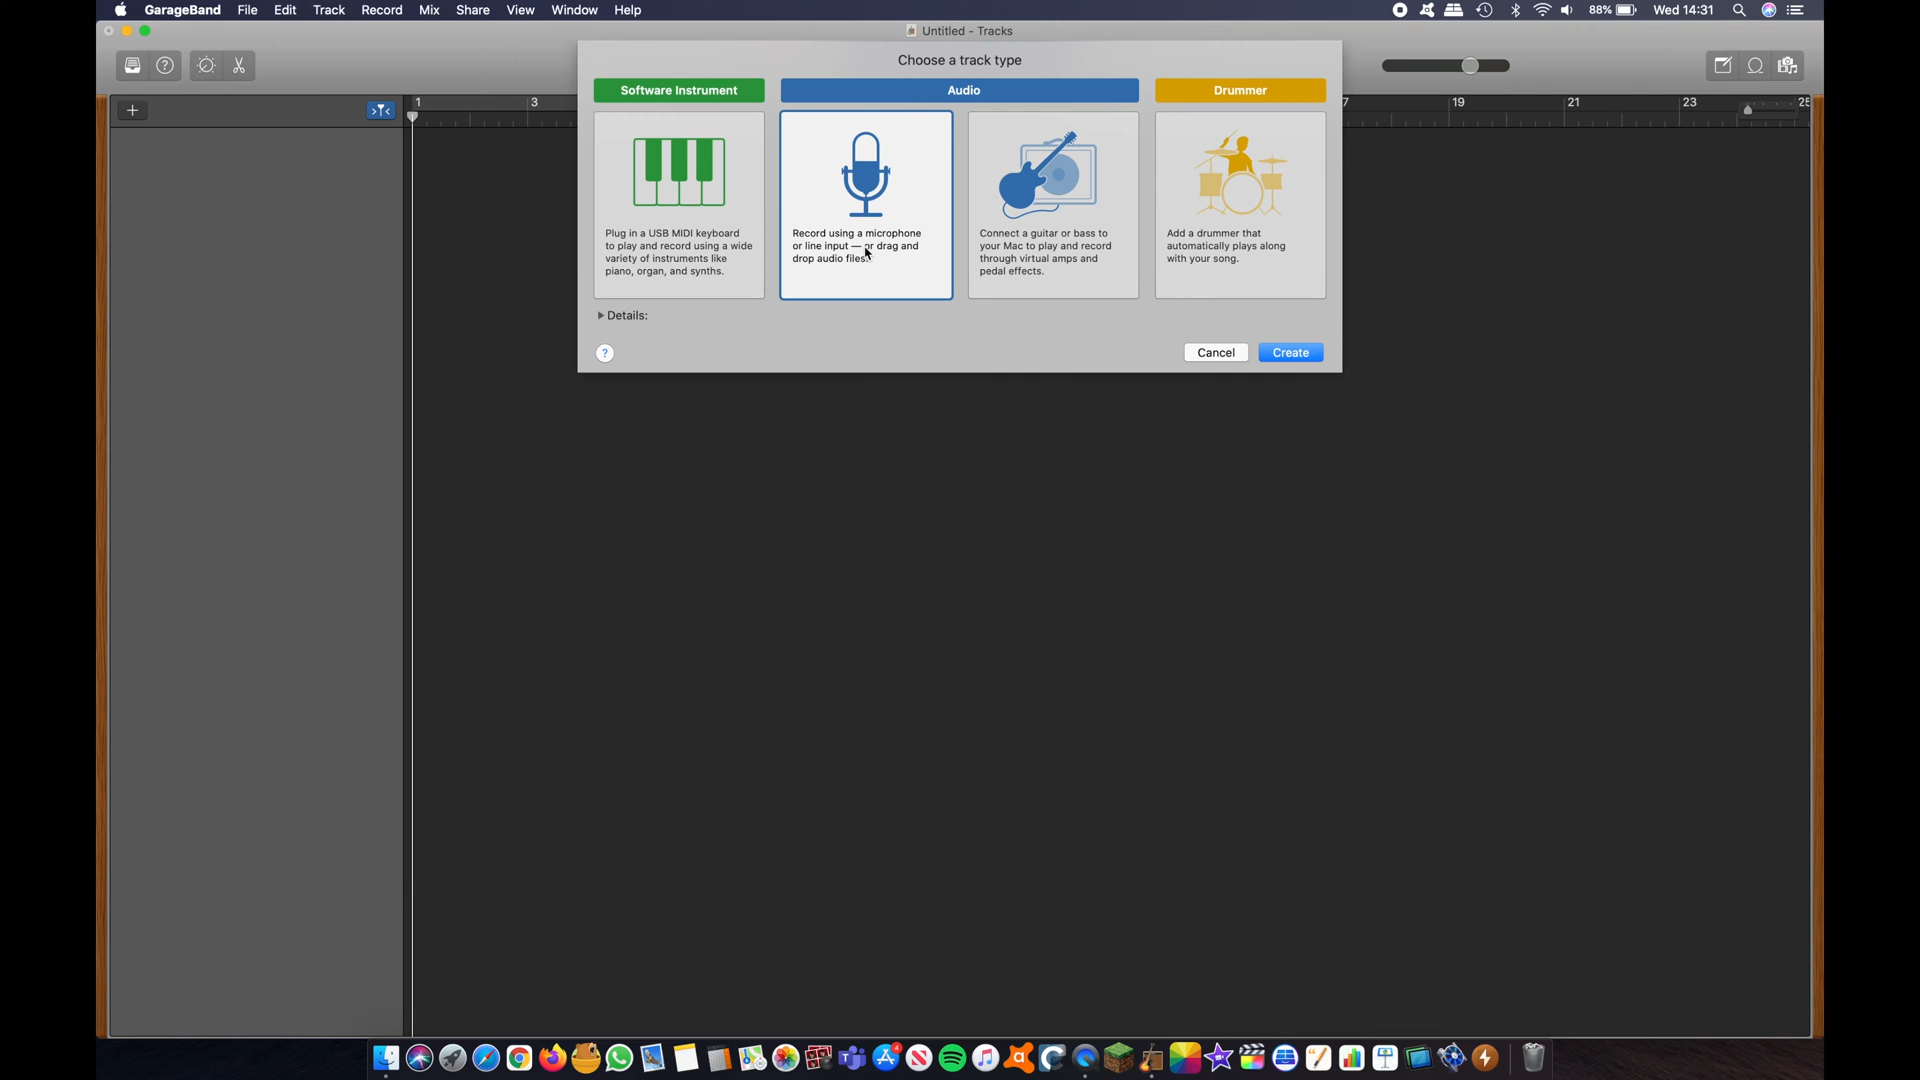 GarageBand File Edit Track Record Mix Share View Window Help
88% Wed 14:31
Untitled - Tracks
Choose a track type
Software Instrument Audio Drummer
1 3 7 19 21 23 25
Plug in a USB MIDI keyboard
to play and record using a wide
variety of instruments like
piano, organ, and synths.
Record using a microphone
or line input — or drag and
drop audio files.
Connect a guitar or bass to
your Mac to play and record
through virtual amps and
pedal effects.
Add a drummer that
automatically plays along
with your song.
Details:
? Cancel Create
4